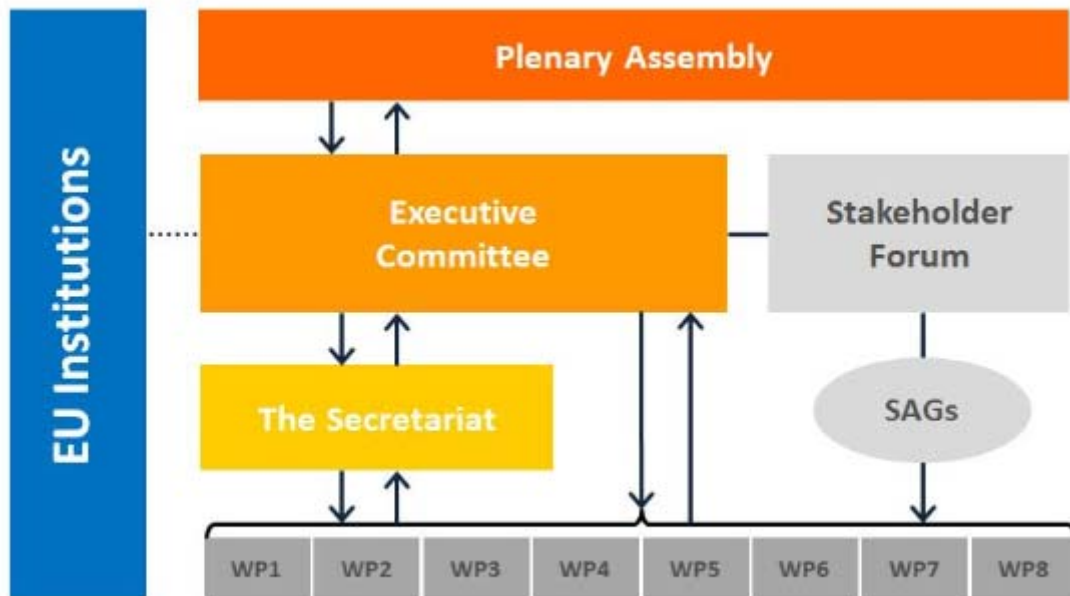 EU Institutions
Plenary Assembly
Executive
Committee
Stakeholder
Forum
The Secretariat
SAGs
WP1
WP2
WP3
WP4
WP5
WP6
WP7
WP8